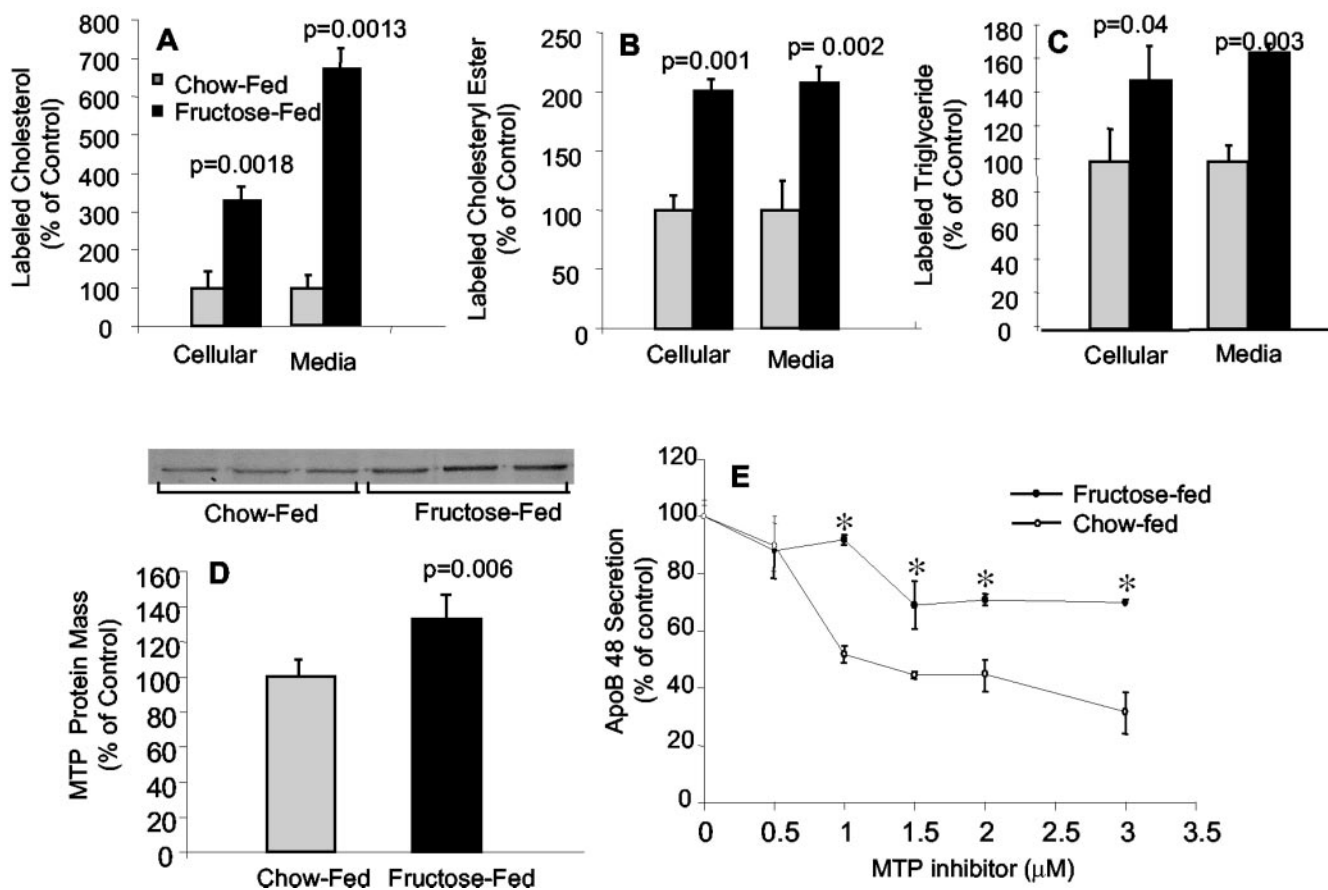 A
800
700
600
500
400
300
200
100
0
Labeled Cholesterol
(% of Control)
Chow-Fed
Fructose-Fed
p=0.0018
p=0.0013
Cellular
Media
B
250
200
150
100
50
0
Labeled Cholesteryl Ester
(% of Control)
p=0.001
p= 0.002
Cellular
Media
C
180
160
140
120
100
80
60
40
20
0
Labeled Triglyceride
(% of Control)
p=0.04
p=0.003
Cellular
Media
Chow-Fed
Fructose-Fed
D
160
140
120
100
80
60
40
20
0
MTP Protein Mass
(% of Control)
p=0.006
Chow-Fed
Fructose-Fed
E
120
100
80
60
40
20
0
ApoB 48 Secretion
(% of control)
Fructose-fed
Chow-fed
*
*
*
*
0 0.5 1 1.5 2 2.5 3 3.5
MTP inhibitor (μM)